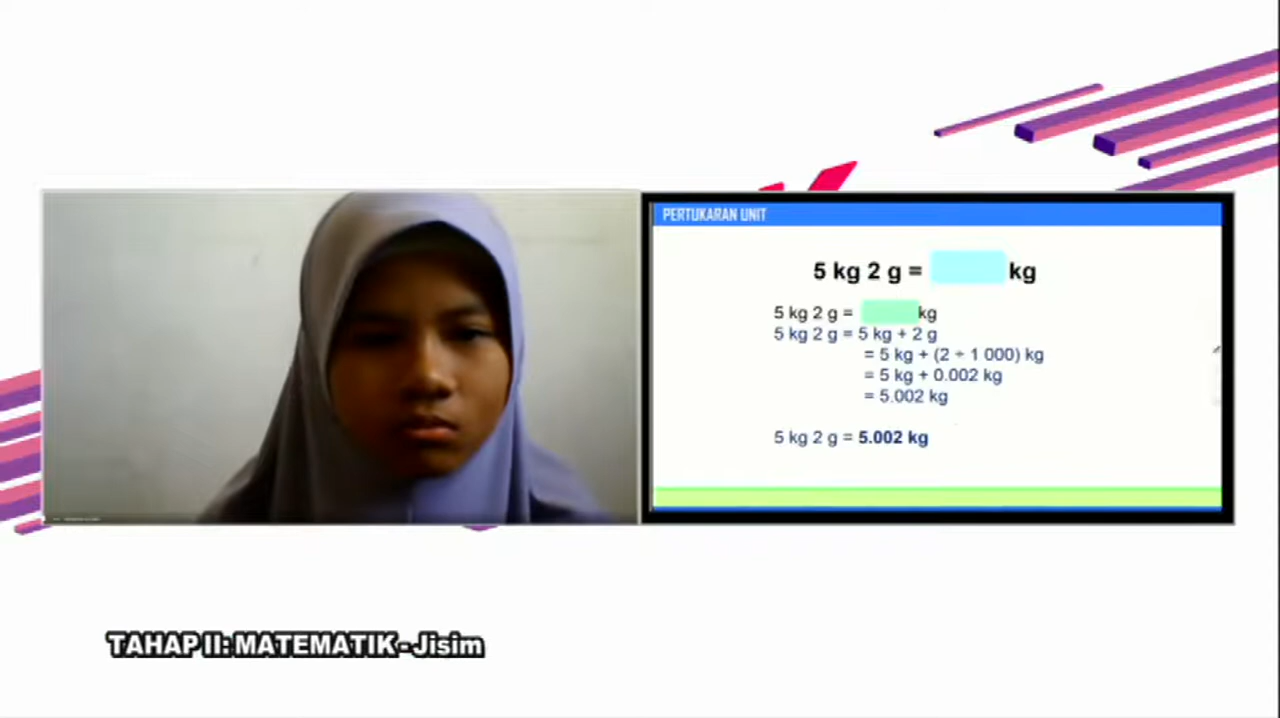 PERTUKARAN UNIT
5 kg 2 g = kg
5 kg 2 g = kg
5 kg 2 g = 5 kg + 2 g
= 5 kg + (2 ÷ 1 000) kg
= 5 kg + 0.002 kg
= 5.002 kg
5 kg 2 g = 5.002 kg
TAHAP II: MATEMATIK - Jisim